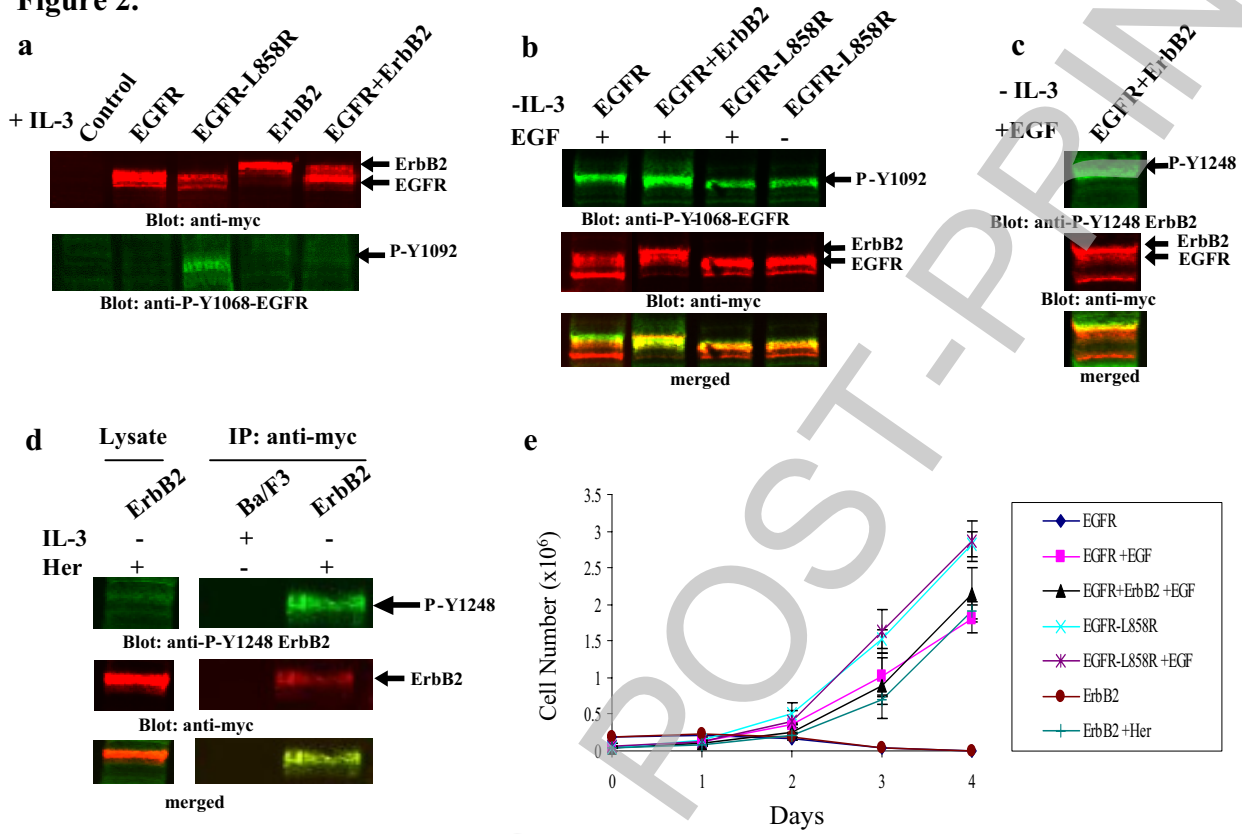 Figure 2.
a
+ IL-3
Control
EGFR
EGFR-L858R
ErbB2
EGFR+ErbB2
ErbB2
EGFR
Blot: anti-myc
P-Y1092
Blot: anti-P-Y1068-EGFR
b
-IL-3
EGF
EGFR
EGFR+ErbB2
EGFR-L858R
EGFR-L858R
+ + + -
P-Y1092
Blot: anti-P-Y-1068-EGFR
ErbB2
EGFR
Blot: anti-myc
merged
c
- IL-3
+EGF
EGFR+ErbB2
P-Y1248
Blot: anti-P-Y1248 ErbB2
ErbB2
EGFR
Blot: anti-myc
merged
d
Lysate IP: anti-myc
ErbB2 Ba/F3 ErbB2
IL-3 - + -
Her + - +
P-Y1248
Blot: anti-P-Y1248 ErbB2
ErbB2
Blot: anti-myc
merged
e
Cell Number (x10⁶)
3.5
3
2.5
2
1.5
1
0.5
0
0 1 2 3 4
Days
EGFR
EGFR +EGF
EGFR+ErbB2 +EGF
EGFR-L858R
EGFR-L858R +EGF
ErbB2
ErbB2 +Her
POST-PRIN